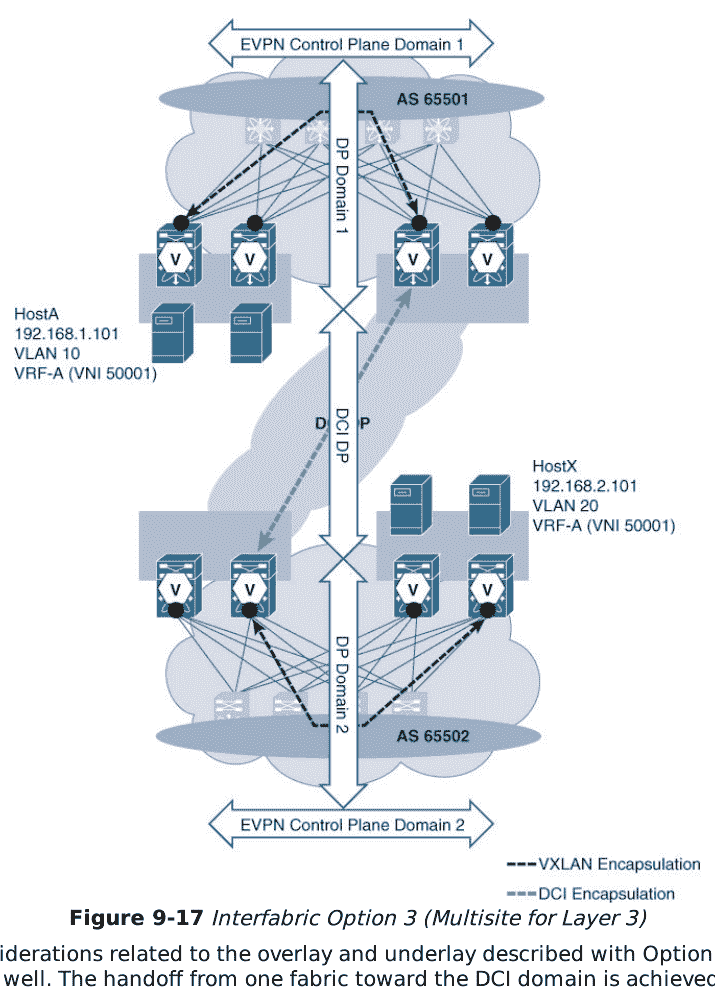 EVPN Control Plane Domain 1
AS 65501
DP Domain 1
V
V
V
V
HostA
192.168.1.101
VLAN 10
VRF-A (VNI 50001)
DCI DP
HostX
192.168.2.101
VLAN 20
VRF-A (VNI 50001)
V
V
V
V
DP Domain 2
AS 65502
EVPN Control Plane Domain 2
VXLAN Encapsulation
DCI Encapsulation
Figure 9-17 Interfabric Option 3 (Multisite for Layer 3)
iderations related to the overlay and underlay described with Option
well. The handoff from one fabric toward the DCI domain is achieved